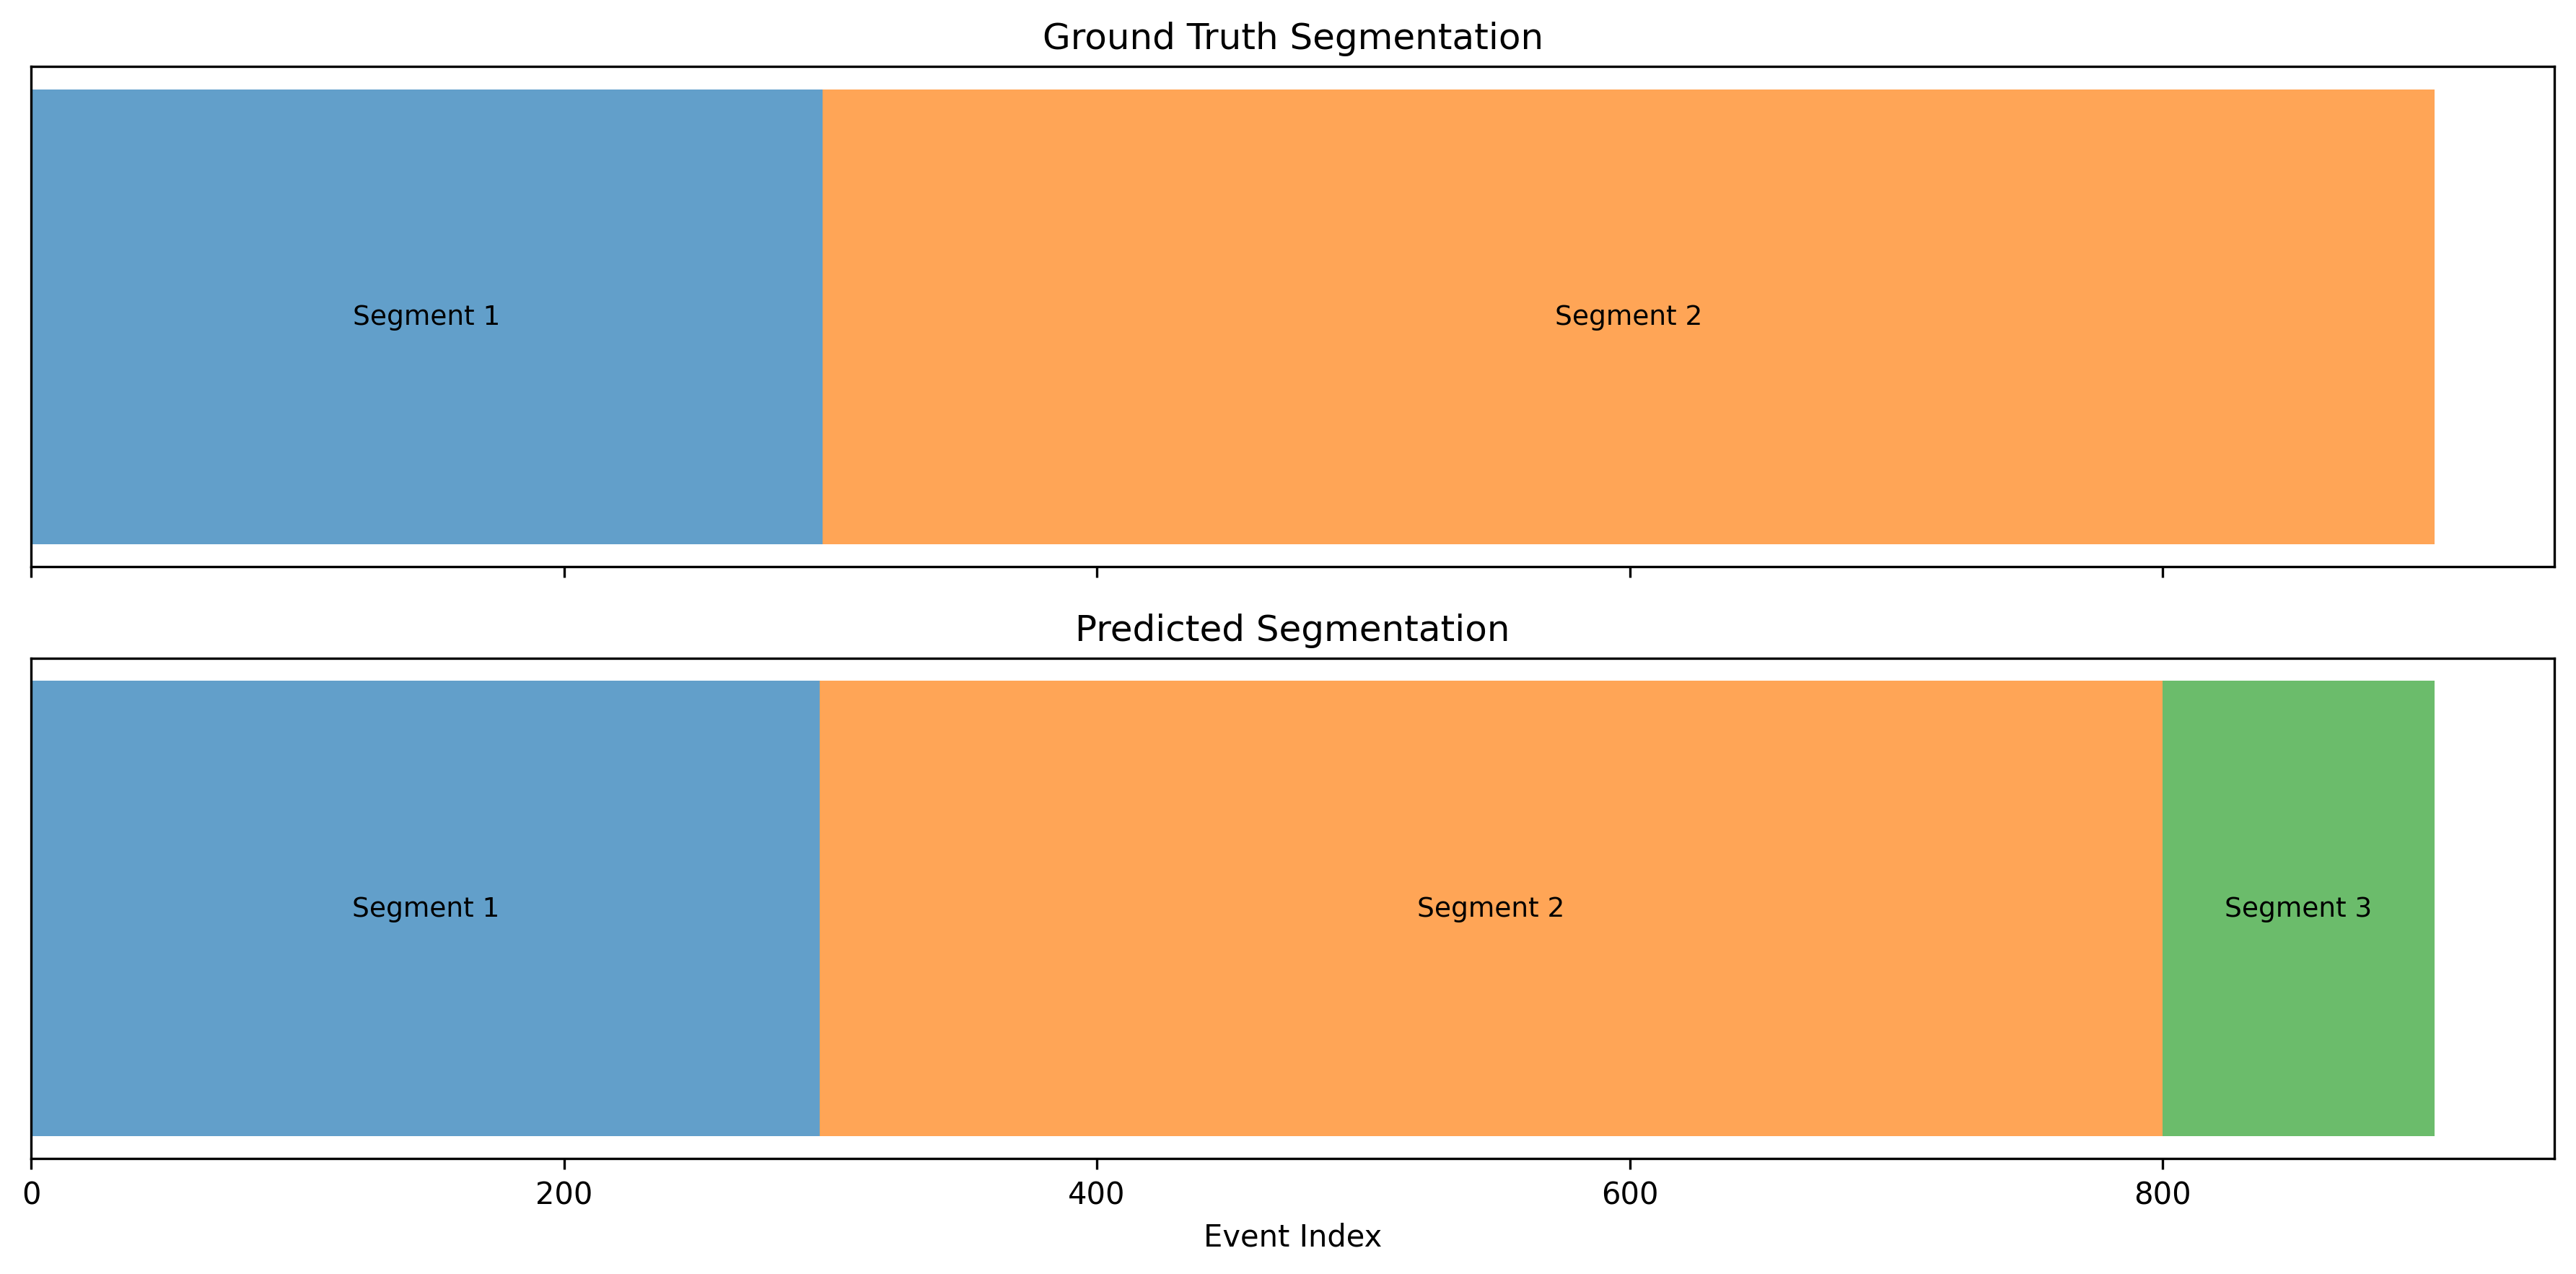 Ground Truth Segmentation
Segment 1
Segment 2
Predicted Segmentation
Segment 1
Segment 2
Segment 3
0
200
400
600
800
Event Index